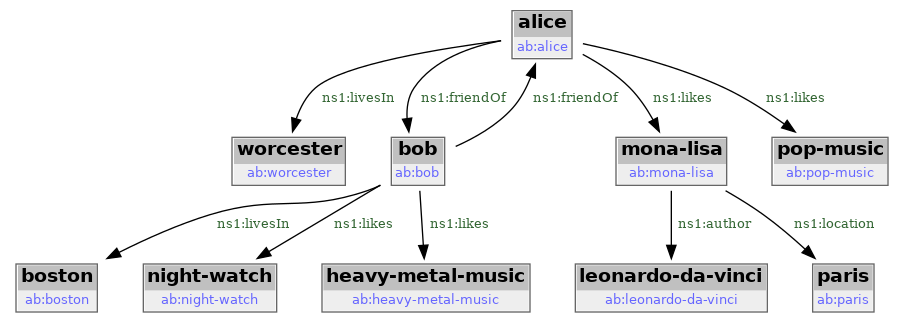 alice
ab:alice
ns1:livesIn
ns1:friendOf
ns1:friendOf
ns1:likes
ns1:likes
worcester
ab:worcester
bob
ab:bob
mona-lisa
ab:mona-lisa
pop-music
ab:pop-music
ns1:livesIn
ns1:likes
ns1:likes
ns1:author
ns1:location
boston
ab:boston
night-watch
ab:night-watch
heavy-metal-music
ab:heavy-metal-music
leonardo-da-vinci
ab:leonardo-da-vinci
paris
ab:paris